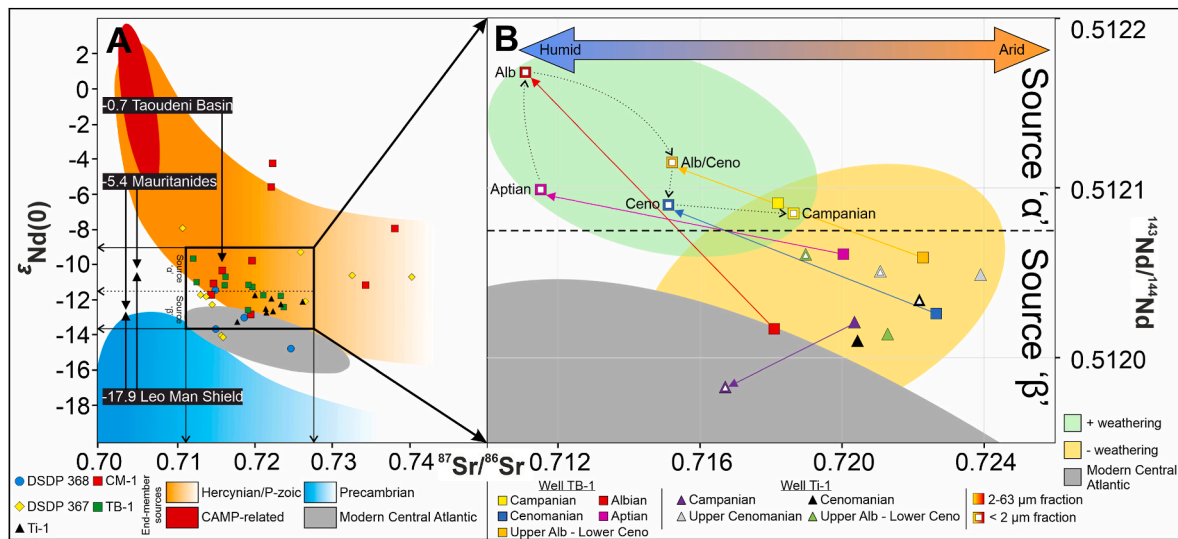 A
B
2
0
-2
-4
-6
-8
-10
-12
-14
-16
-18
εNd(0)
-0.7 Taoudeni Basin
-5.4 Mauritanides
-17.9 Leo Man Shield
Source 'α'
Source 'β'
0.70
0.71
0.72
0.73
0.74
87Sr/86Sr
Humid
Arid
Alb
Alb/Ceno
Aptian
Ceno
Campanian
Source 'α'
Source 'β'
0.5122
0.5121
0.5120
143Nd/144Nd
0.712
0.716
0.720
0.724
+ weathering
- weathering
Modern Central
Atlantic
DSDP 368
CM-1
DSDP 367
TB-1
Ti-1
End-member
sources
Hercynian/P-zoic
Precambrian
CAMP-related
Modern Central Atlantic
Well TB-1
Campanian
Albian
Cenomanian
Aptian
Upper Alb - Lower Ceno
Well Ti-1
Campanian
Cenomanian
Upper Cenomanian
Upper Alb - Lower Ceno
2-63 μm fraction
< 2 μm fraction